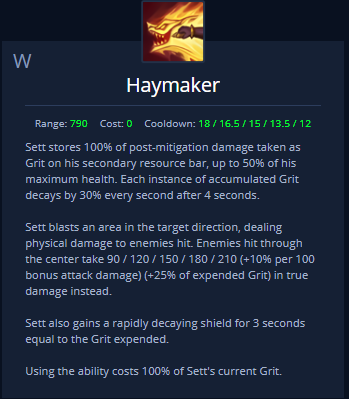 W
Haymaker
Range: 790 Cost: 0 Cooldown: 18 / 16.5 / 15 / 13.5 / 12
Sett stores 100% of post-mitigation damage taken as
Grit on his secondary resource bar, up to 50% of his
maximum health. Each instance of accumulated Grit
decays by 30% every second after 4 seconds.
Sett blasts an area in the target direction, dealing
physical damage to enemies hit. Enemies hit through
the center take 90 / 120 / 150 / 180 / 210 (+10% per 100
bonus attack damage) (+25% of expended Grit) in true
damage instead.
Sett also gains a rapidly decaying shield for 3 seconds
equal to the Grit expended.
Using the ability costs 100% of Sett's current Grit.